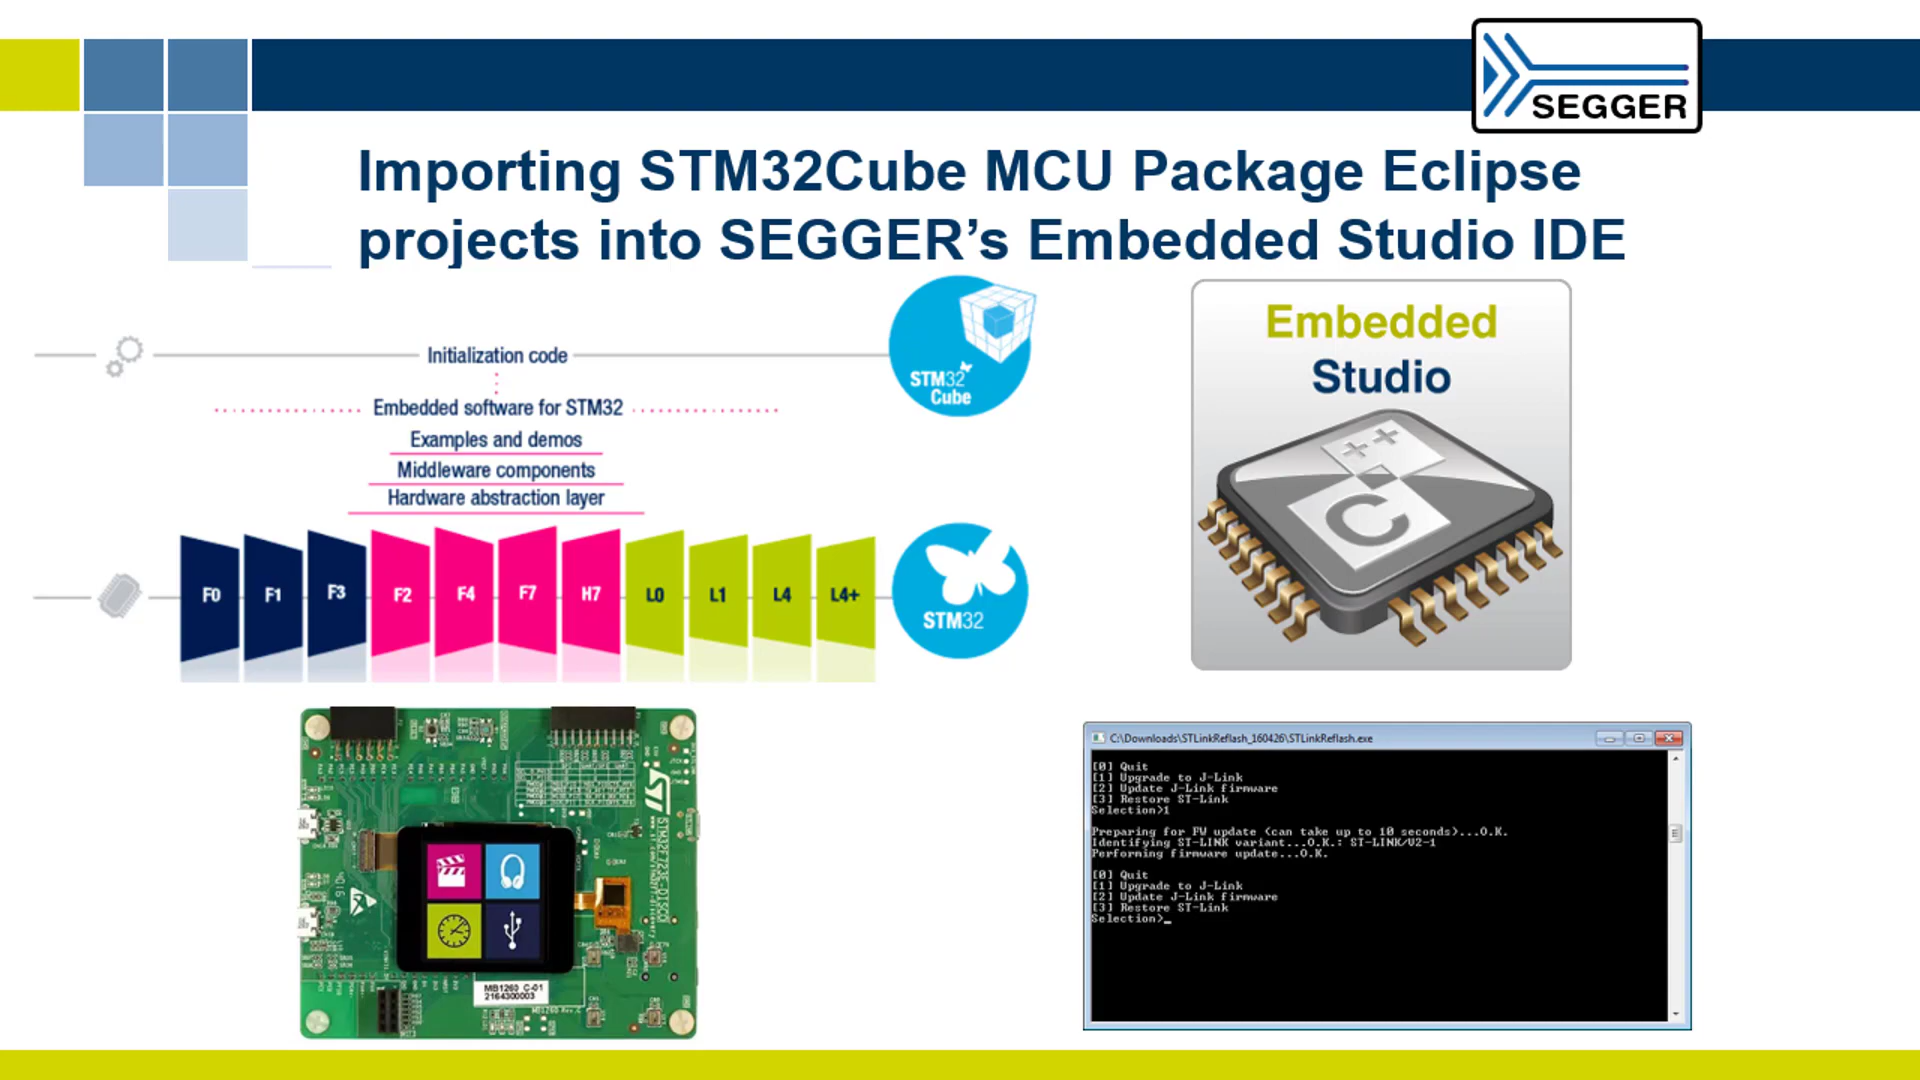 SEGGER
Importing STM32Cube MCU Package Eclipse
projects into SEGGER’s Embedded Studio IDE
Initialization code
Embedded software for STM32
Examples and demos
Middleware components
Hardware abstraction layer
STM32
Cube
F0 F1 F3 F2 F4 F7 H7 L0 L1 L4 L4+
STM32
Embedded
Studio
++
C
MB1260 C-01
2164300003
STM32F723E-DISCO
C:\Downloads\STLinkReflash_160426\STLinkReflash.exe
[0] Quit
[1] Upgrade to J-Link
[2] Update J-Link firmware
[3] Restore ST-Link
Selection>1
Preparing for FW update (can take up to 10 seconds)...O.K.
Identifying ST-LINK variant...O.K.: ST-LINK/V2-1
Performing firmware update...O.K.
[0] Quit
[1] Upgrade to J-Link
[2] Update J-Link firmware
[3] Restore ST-Link
Selection>_